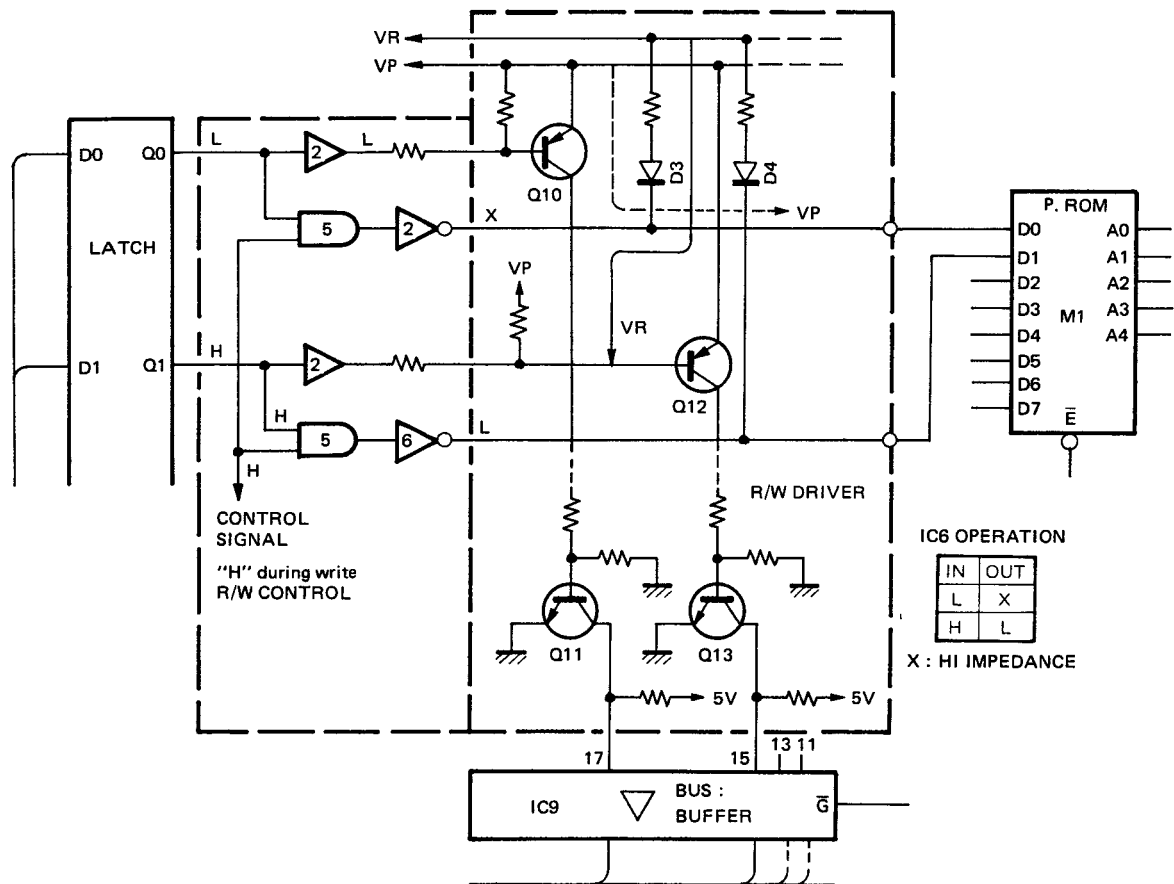 VR
VP
L
2
L
D0
Q0
Q10
D3
D4
LATCH
5
2
X
VP
P. ROM
D0
A0
D1
A1
D2
A2
D3
A3
D4
M1
A4
D5
D6
D7
E
VP
VR
D1
Q1
H
2
Q12
H
5
6
L
H
CONTROL
SIGNAL
"H" during write
R/W CONTROL
R/W DRIVER
IC6 OPERATION
IN OUT
L X
H L
X : HI IMPEDANCE
Q11
Q13
5V
5V
17
15
13
11
IC9
BUS :
BUFFER
G